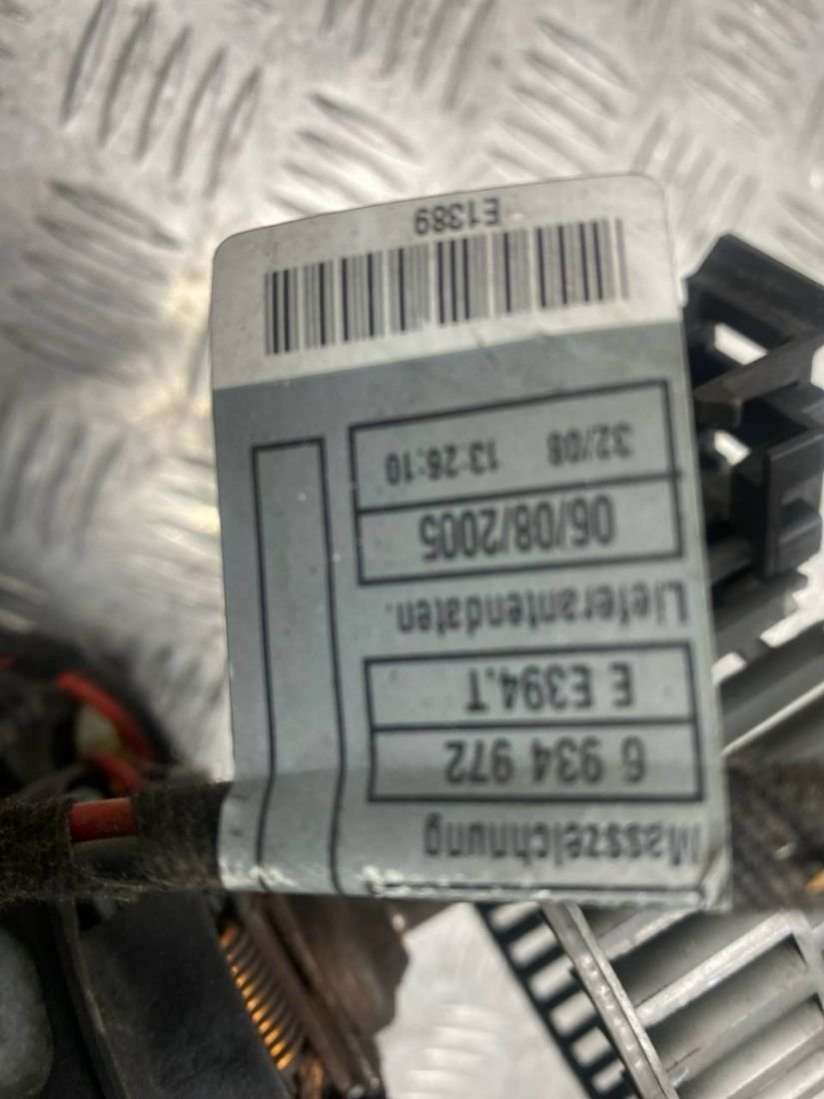 Masszeichnung
6 934 972
E E394.T
Lieferantendaten.
06/08/2005
32/08 13:26:10
E1389